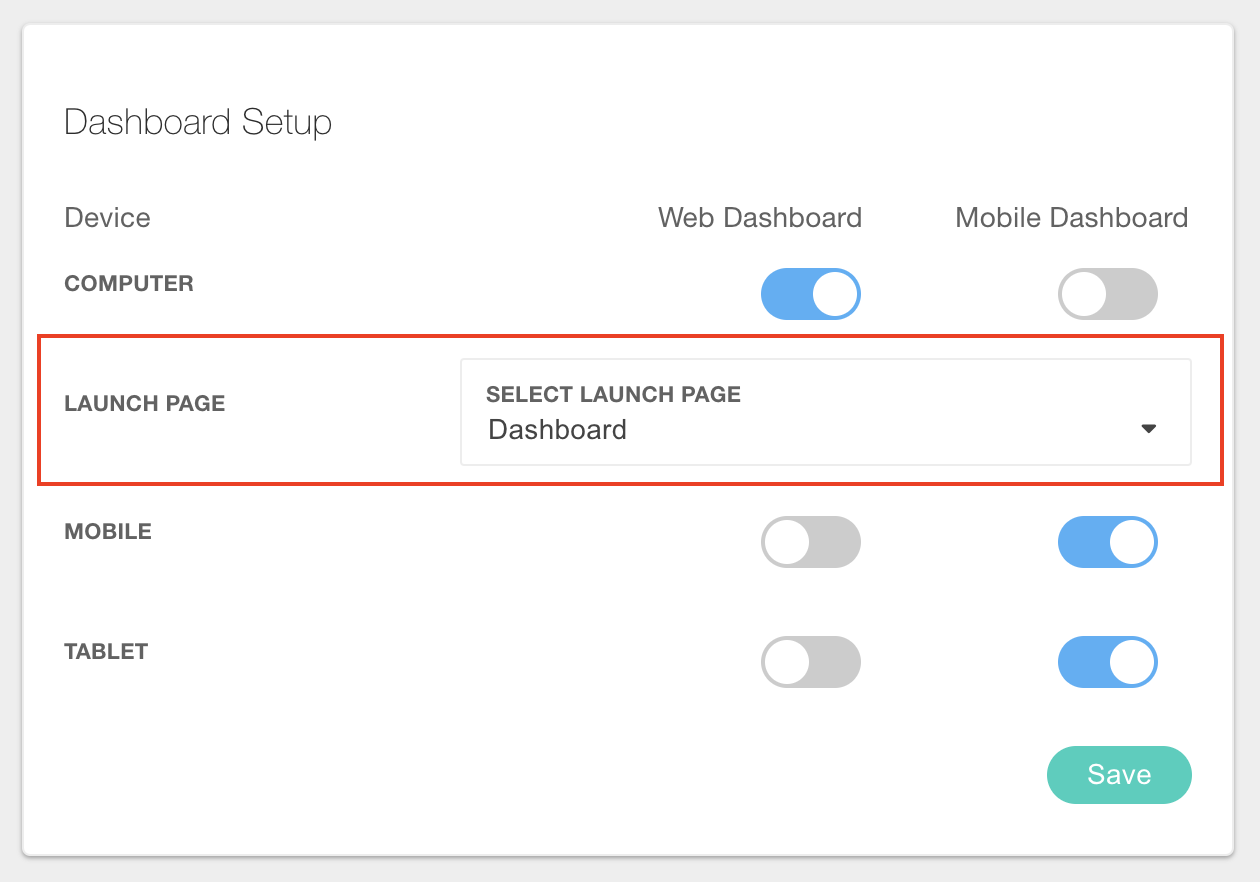 Dashboard Setup
Device Web Dashboard Mobile Dashboard
COMPUTER
LAUNCH PAGE
SELECT LAUNCH PAGE
Dashboard
MOBILE
TABLET
Save